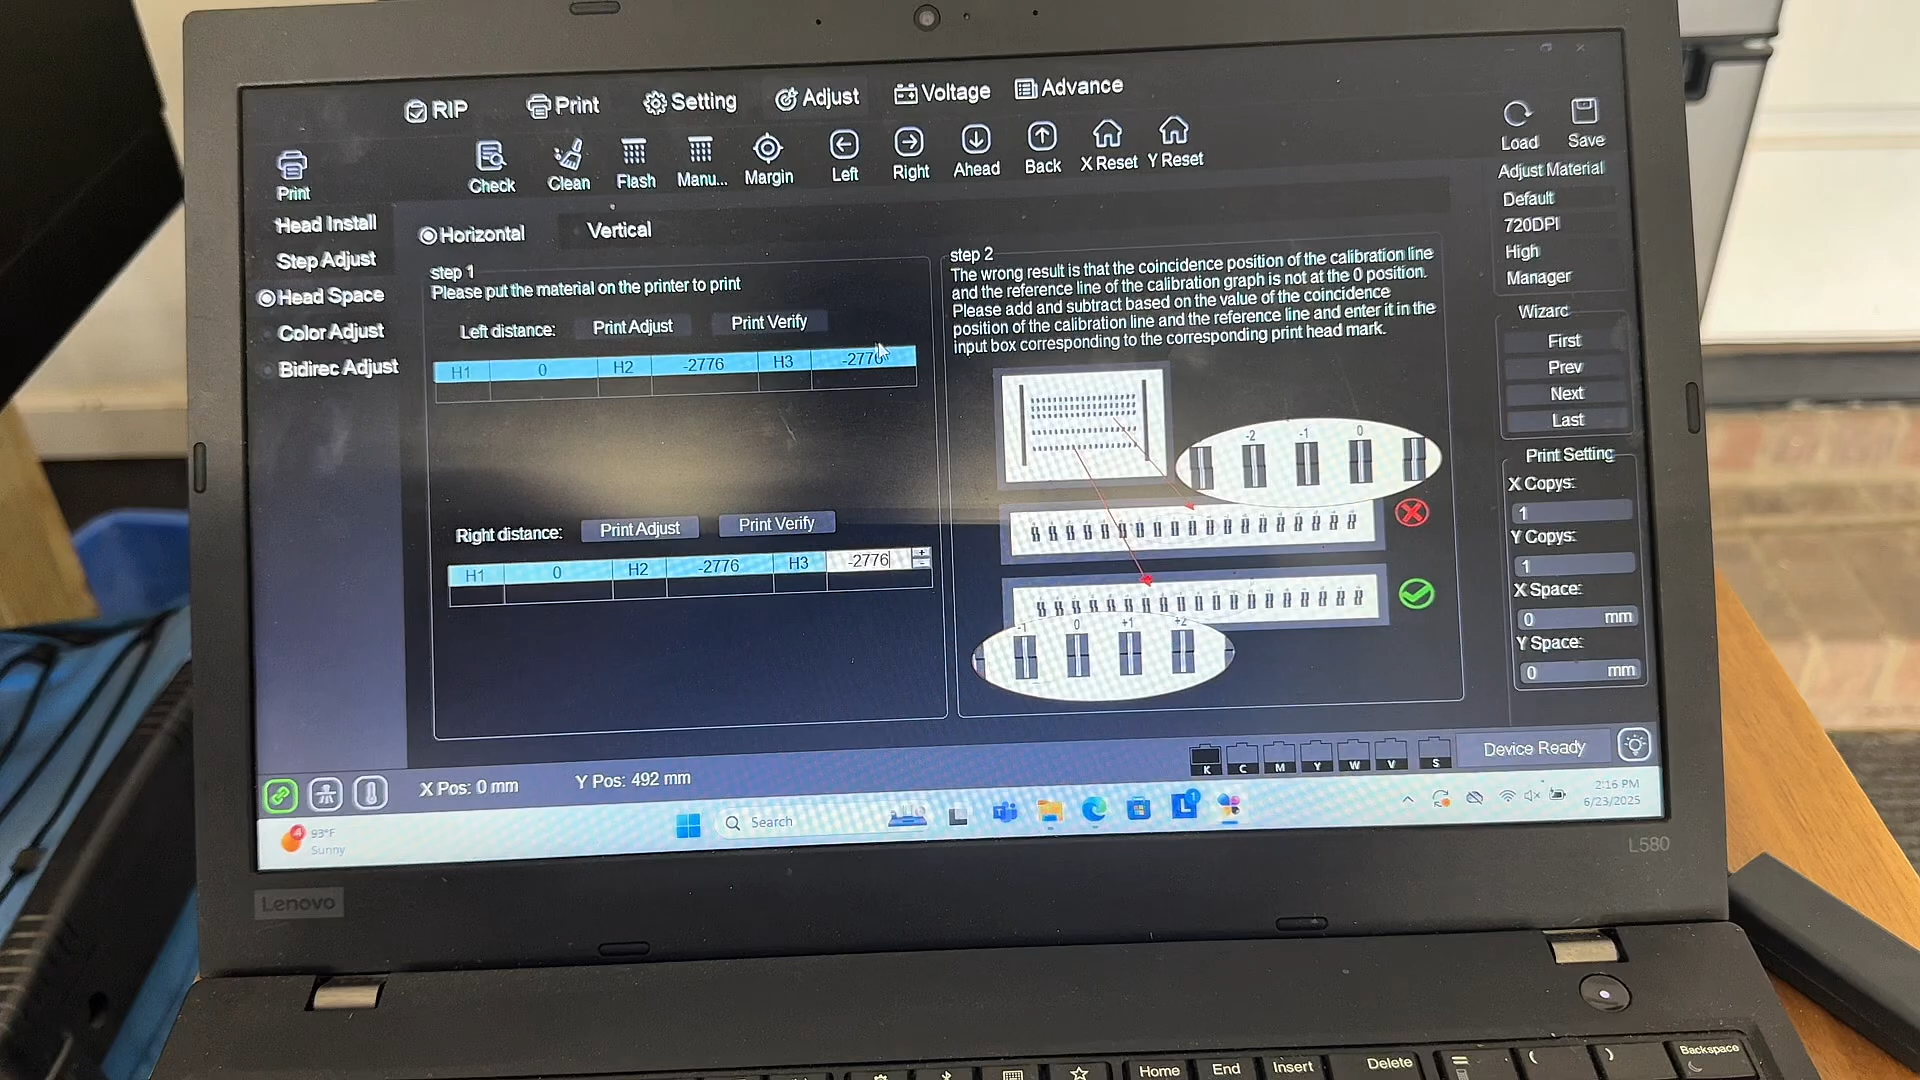 RIP Print Setting Adjust Voltage Advance
Print Check Clean Flash Manu... Margin Left Right Ahead Back X Reset Y Reset Load Save
Head Install
Step Adjust
Head Space
Color Adjust
Bidirec Adjust
Horizontal Vertical
step 1
Please put the material on the printer to print
Left distance: Print Adjust Print Verify
H1 0 H2 -2776 H3
Right distance: Print Adjust Print Verify
H1 0 H2 -2776 H3 -2776 + -
step 2
The wrong result is that the coincidence position of the calibration line
and the reference line of the calibration graph is not at the 0 position.
Please add and subtract based on the value of the coincidence
position of the calibration line and the reference line and enter it in the
input box corresponding to the corresponding print head mark.
-2 -1 0
-1 0 +1 +2
Adjust Material
Default
720DPI
High
Manager
Wizard
First
Prev
Next
Last
Print Setting
X Copys:
1
Y Copys:
1
X Space:
0 mm
Y Space:
0 mm
X Pos: 0 mm Y Pos: 492 mm
K C M Y W V S
Device Ready
4
93°F
Sunny
Search
L
1
2:16 PM
6/23/2025
L580
Lenovo
Home End Insert Delete Backspace